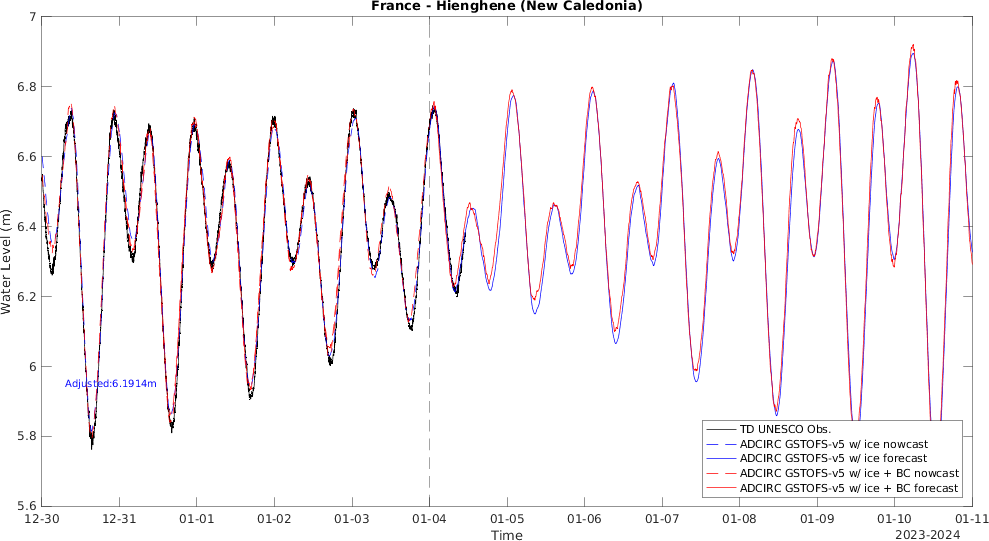 France - Hienghene (New Caledonia)
7
6.8
6.6
6.4
6.2
6
5.8
5.6
Water Level (m)
Adjusted:6.1914m
TD UNESCO Obs.
ADCIRC GSTOFS-v5 w/ ice nowcast
ADCIRC GSTOFS-v5 w/ ice forecast
ADCIRC GSTOFS-v5 w/ ice + BC nowcast
ADCIRC GSTOFS-v5 w/ ice + BC forecast
12-30 12-31 01-01 01-02 01-03 01-04 01-05 01-06 01-07 01-08 01-09 01-10 01-11
Time
2023-2024